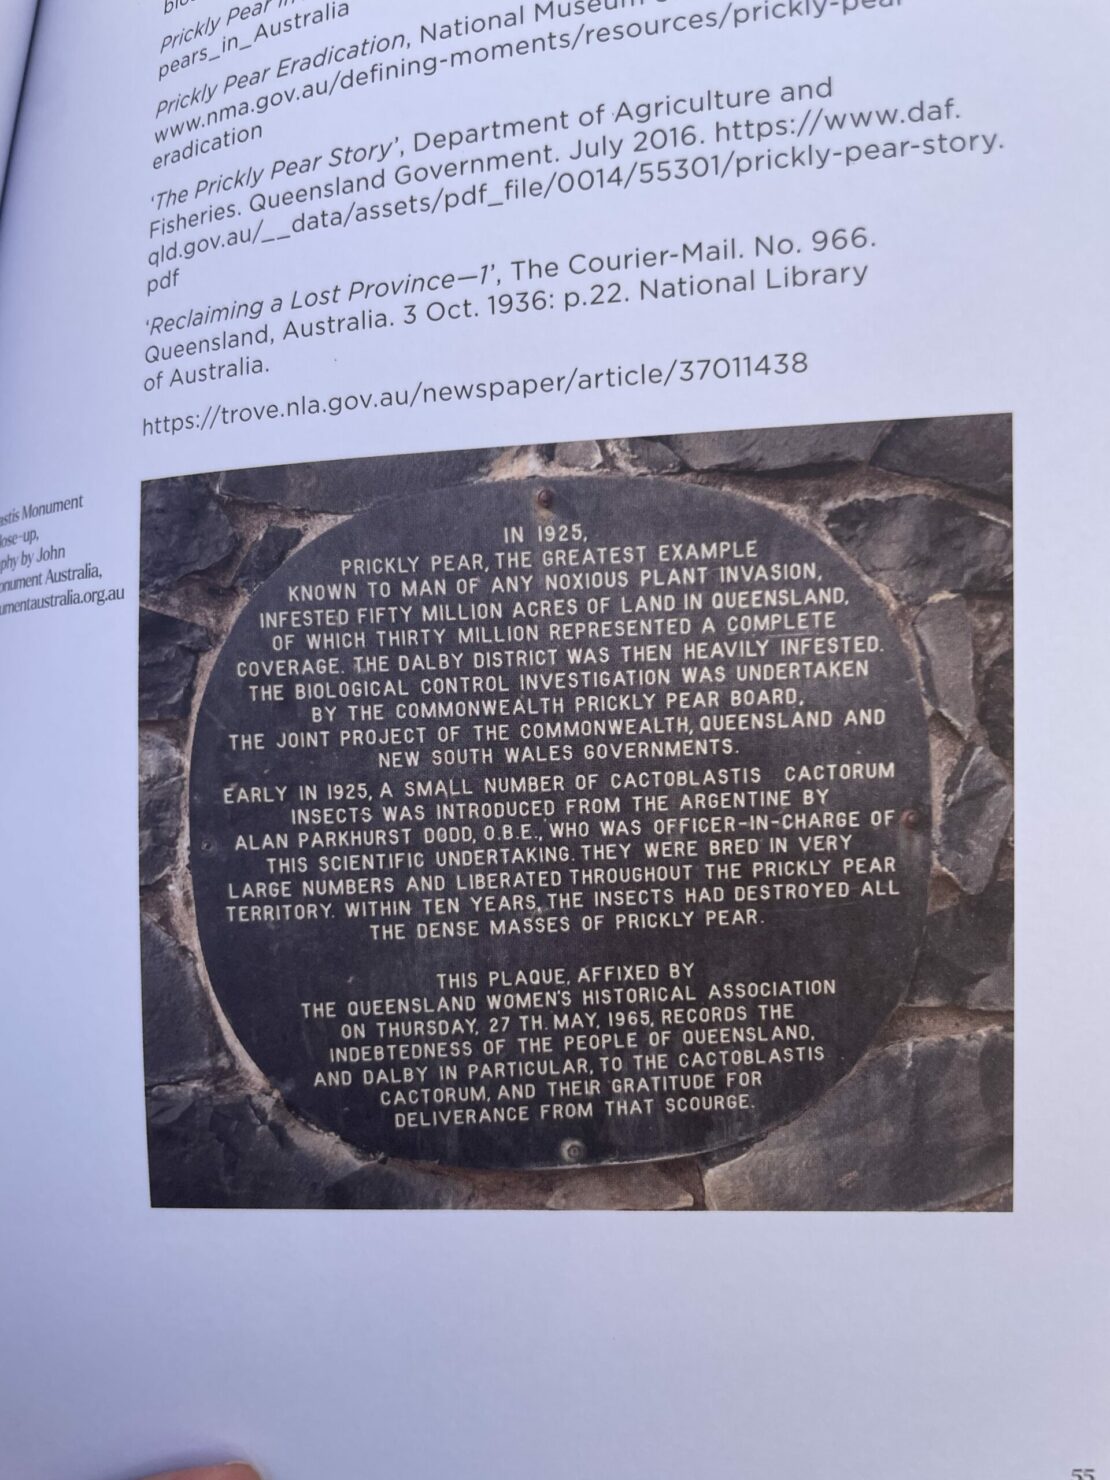 Prickly Pear
pears_in_Australia
Prickly Pear Eradication, National Museum
www.nma.gov.au/defining-moments/resources/prickly-pear
eradication
'The Prickly Pear Story', Department of Agriculture and
Fisheries. Queensland Government. July 2016. https://www.daf.
qld.gov.au/__data/assets/pdf_file/0014/55301/prickly-pear-story.
pdf
'Reclaiming a Lost Province—1', The Courier-Mail. No. 966.
Queensland, Australia. 3 Oct. 1936: p.22. National Library
of Australia.
https://trove.nla.gov.au/newspaper/article/37011438
astis Monument
lose-up,
phy by John
onument Australia,
umentaustralia.org.au
IN 1925,
PRICKLY PEAR, THE GREATEST EXAMPLE
KNOWN TO MAN OF ANY NOXIOUS PLANT INVASION,
INFESTED FIFTY MILLION ACRES OF LAND IN QUEENSLAND,
OF WHICH THIRTY MILLION REPRESENTED A COMPLETE
COVERAGE. THE DALBY DISTRICT WAS THEN HEAVILY INFESTED.
THE BIOLOGICAL CONTROL INVESTIGATION WAS UNDERTAKEN
BY THE COMMONWEALTH PRICKLY PEAR BOARD,
THE JOINT PROJECT OF THE COMMONWEALTH, QUEENSLAND AND
NEW SOUTH WALES GOVERNMENTS.
EARLY IN 1925, A SMALL NUMBER OF CACTOBLASTIS CACTORUM
INSECTS WAS INTRODUCED FROM THE ARGENTINE BY
ALAN PARKHURST DODD, O.B.E., WHO WAS OFFICER-IN-CHARGE OF
THIS SCIENTIFIC UNDERTAKING. THEY WERE BRED IN VERY
LARGE NUMBERS AND LIBERATED THROUGHOUT THE PRICKLY PEAR
TERRITORY. WITHIN TEN YEARS, THE INSECTS HAD DESTROYED ALL
THE DENSE MASSES OF PRICKLY PEAR.
THIS PLAQUE, AFFIXED BY
THE QUEENSLAND WOMEN'S HISTORICAL ASSOCIATION
ON THURSDAY, 27 TH. MAY, 1965, RECORDS THE
INDEBTEDNESS OF THE PEOPLE OF QUEENSLAND,
AND DALBY IN PARTICULAR, TO THE CACTOBLASTIS
CACTORUM, AND THEIR GRATITUDE FOR
DELIVERANCE FROM THAT SCOURGE.
55